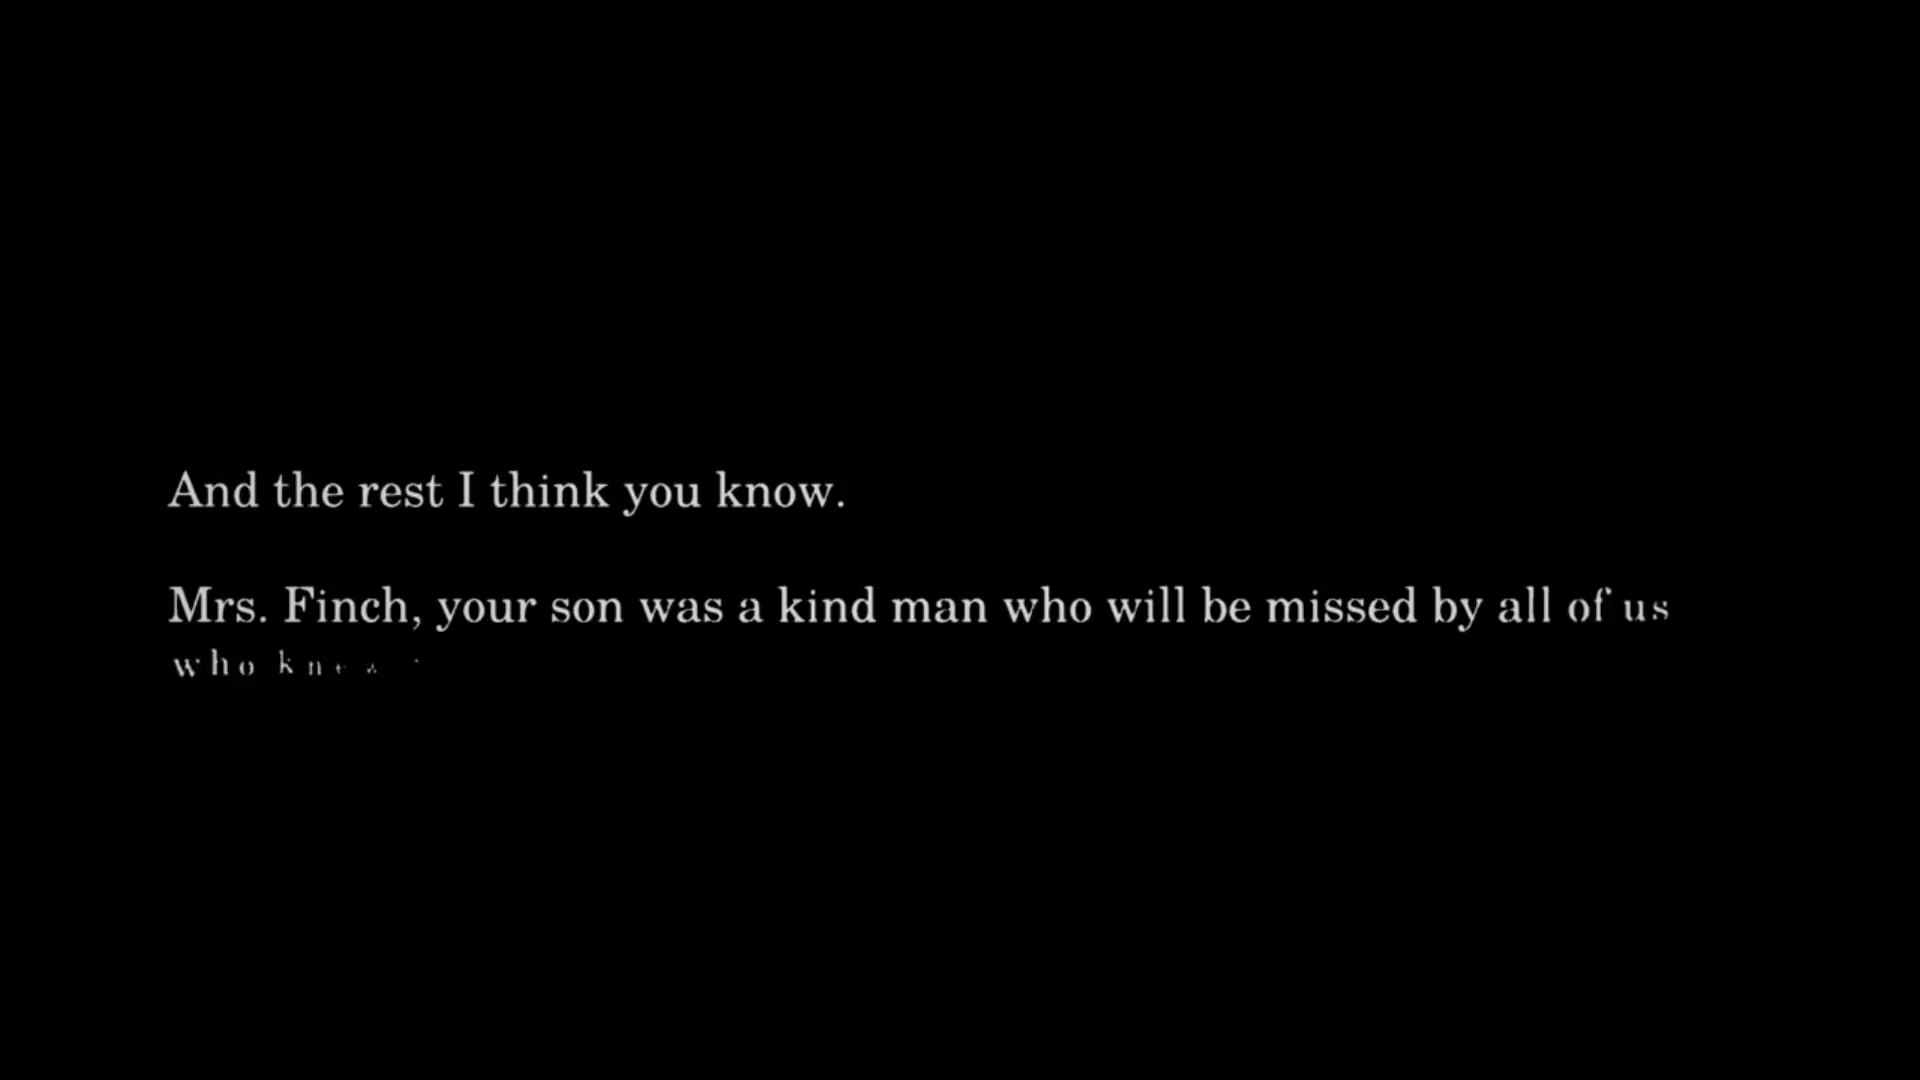 And the rest I think you know.
Mrs. Finch, your son was a kind man who will be missed by all of us
who knew